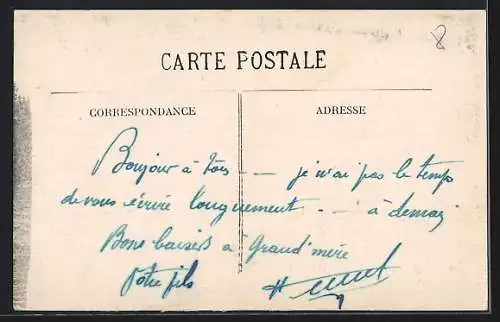 8
CARTE POSTALE
CORRESPONDANCE
ADRESSE
Bonjour à tous — je n'ai pas le temps
de vous écrire longuement - — à demain
Bons baisers à Grand'mère
Votre fils